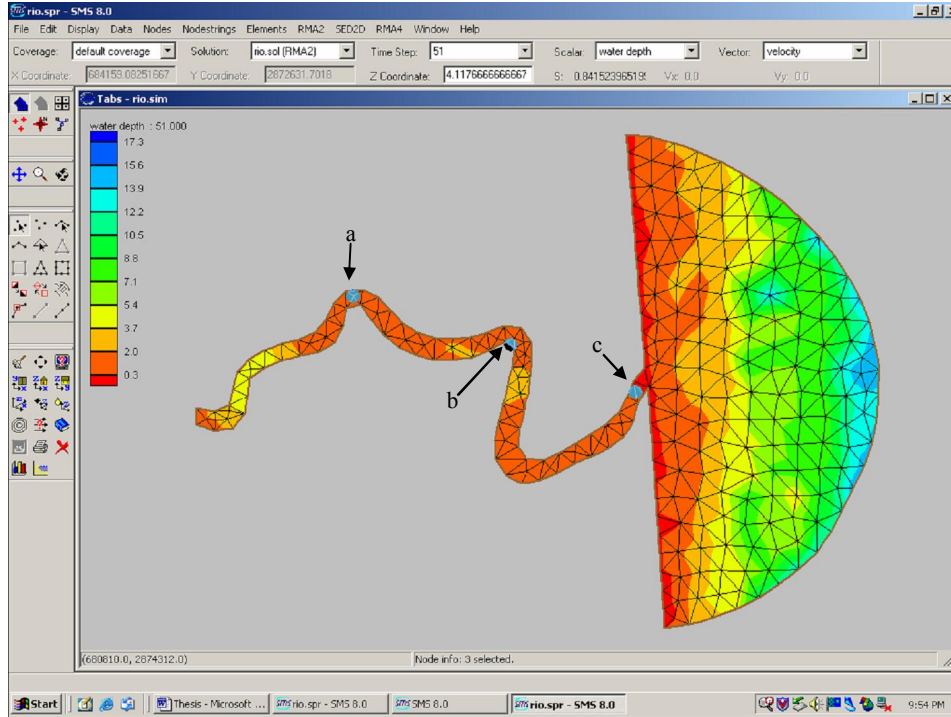 rio.spr - SMS 8.0
File Edit Display Data Nodes Nodestrings Elements RMA2 SED2D RMA4 Window Help
Coverage: default coverage Solution: rio.sol (RMA2) Time Step: 51 Scalar: water depth Vector: velocity
X Coordinate: 684159.08251667 Y Coordinate: 2872631.7018 Z Coordinate: 4.1176666666667 S: 0.8415239651 Vx: 0.0 Vy: 0.0
Tabs - rio.sim
water depth : 51.000
17.3
15.6
13.9
12.2
10.5
8.8
7.1
5.4
3.7
2.0
0.3
a
b
c
(680810.0, 2874312.0) Node info: 3 selected.
Start Thesis - Microsoft ... sms rio.spr - SMS 8.0 sms SMS 8.0 sms rio.spr - SMS 8.0 9:54 PM